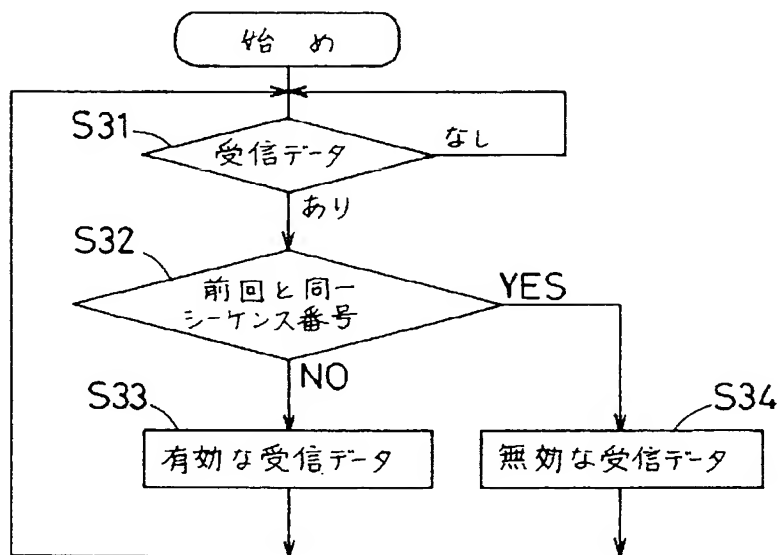 始め
S31
受信データ
なし
あり
S32
前回と同一
シーケンス番号
YES
NO
S33
有効な受信データ
S34
無効な受信データ